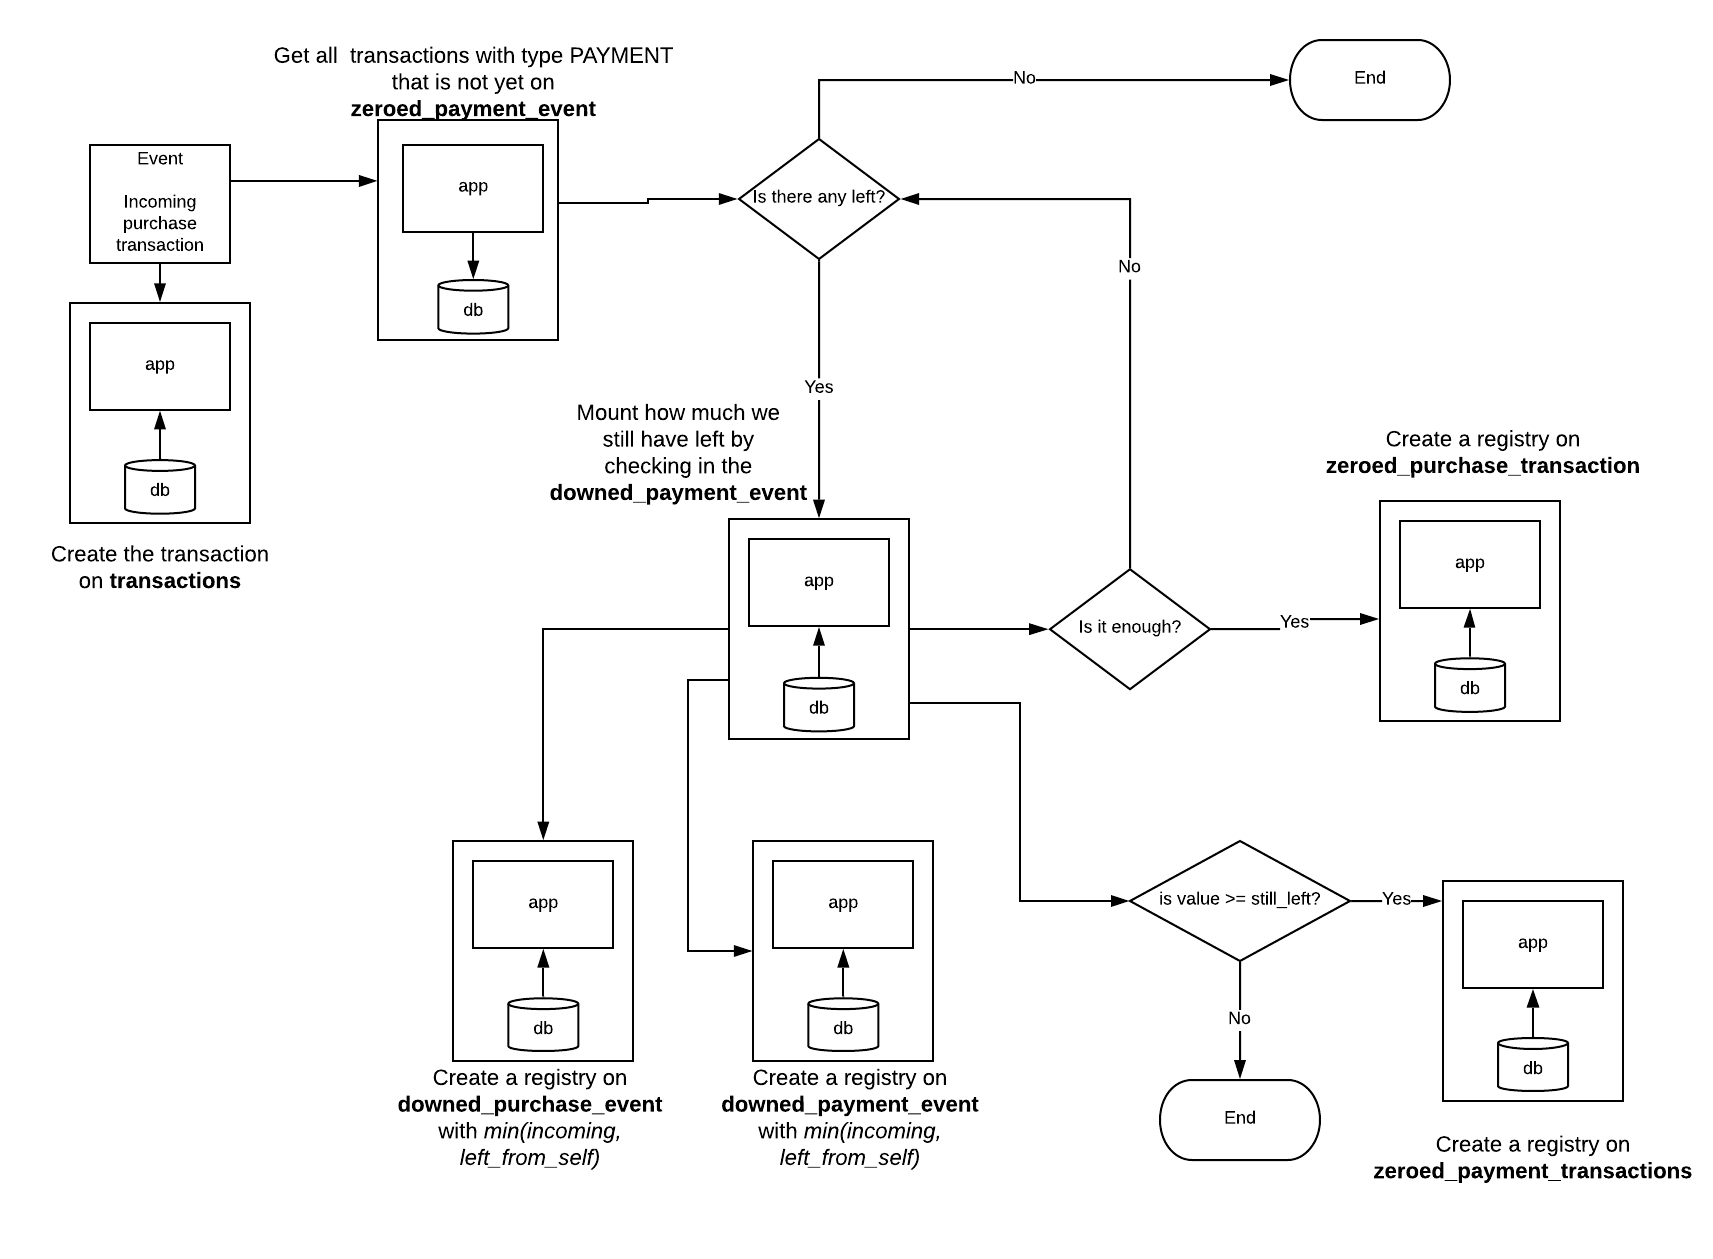 Get all  transactions with type PAYMENT
that is not yet on
zeroed_payment_event
End
No
Event
Incoming
purchase
transaction
app
db
Is there any left?
No
Yes
app
db
Create the transaction
on transactions
Mount how much we
still have left by
checking in the
downed_payment_event
app
db
Is it enough?
Yes
Create a registry on
zeroed_purchase_transaction
app
db
app
db
Create a registry on
downed_purchase_event
with min(incoming,
left_from_self)
app
db
Create a registry on
downed_payment_event
with min(incoming,
left_from_self)
is value >= still_left?
Yes
No
End
app
db
Create a registry on
zeroed_payment_transactions